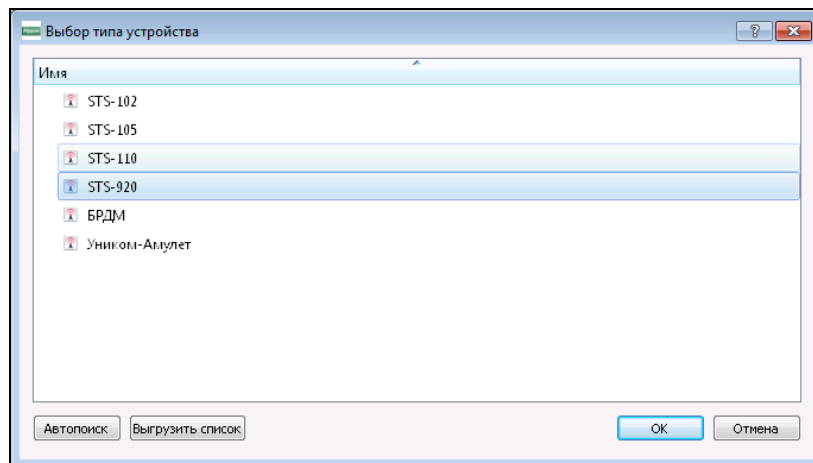 Выбор типа устройства
Имя
STS-102
STS-105
STS-110
STS-920
БРДМ
Уником-Амулет
Автопоиск Выгрузить список OK Отмена